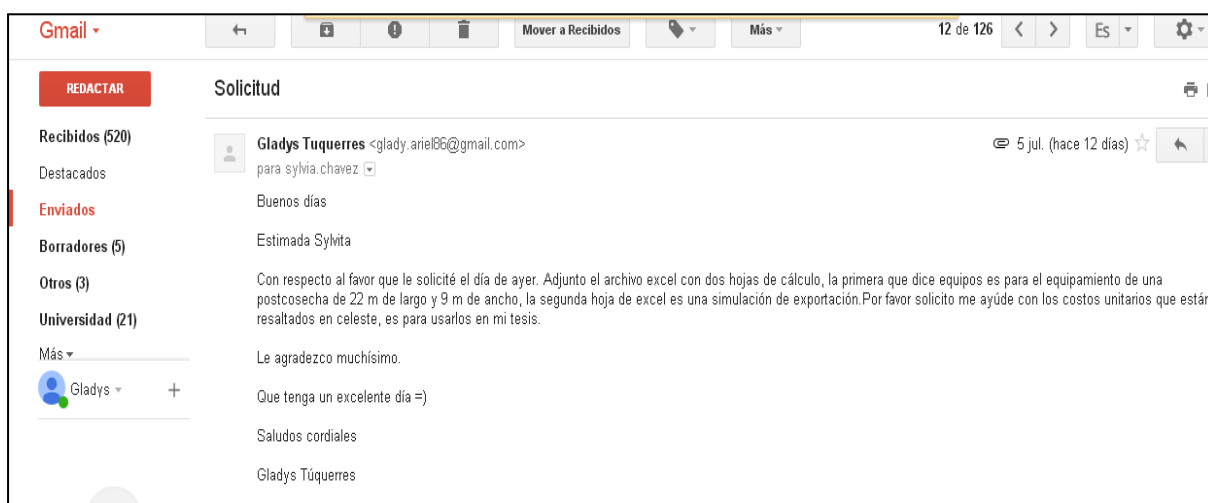 Gmail
Mover a Recibidos
Más
12 de 126
Es
REDACTAR
Solicitud
Recibidos (520)
Gladys Tuquerres <glady.ariel86@gmail.com>
5 jul. (hace 12 días)
para sylvia.chavez
Destacados
Buenos días
Enviados
Estimada Sylvita
Borradores (5)
Con respecto al favor que le solicité el día de ayer. Adjunto el archivo excel con dos hojas de cálculo, la primera que dice equipos es para el equipamiento de una
Otros (3)
postcosecha de 22 m de largo y 9 m de ancho, la segunda hoja de excel es una simulación de exportación.Por favor solicito me ayúde con los costos unitarios que están
Universidad (21)
resaltados en celeste, es para usarlos en mi tesis.
Más
Le agradezco muchísimo.
Gladys
Que tenga un excelente día =)
Saludos cordiales
Gladys Túquerres